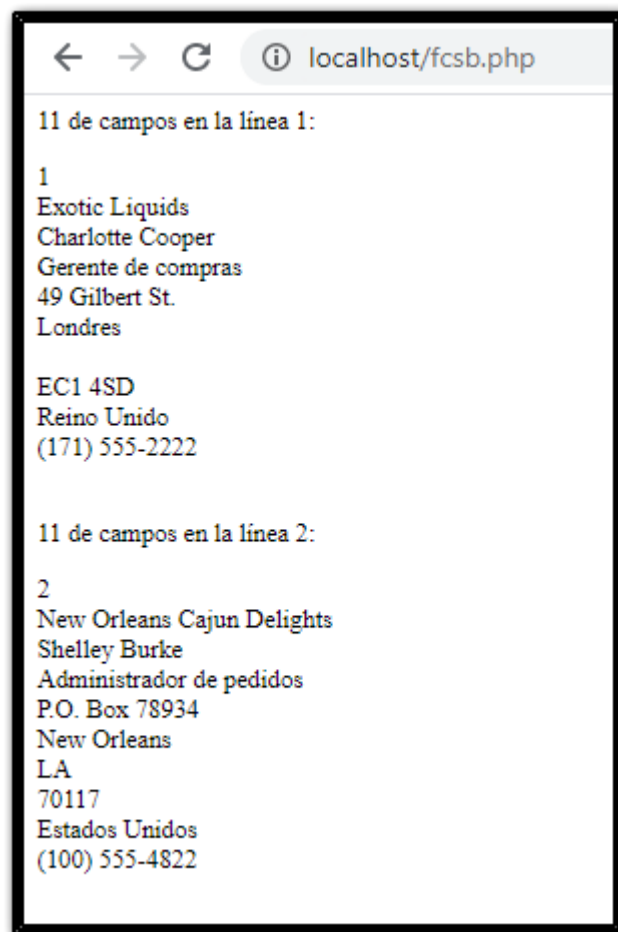 localhost/fcsb.php
11 de campos en la línea 1:
1
Exotic Liquids
Charlotte Cooper
Gerente de compras
49 Gilbert St.
Londres
EC1 4SD
Reino Unido
(171) 555-2222
11 de campos en la línea 2:
2
New Orleans Cajun Delights
Shelley Burke
Administrador de pedidos
P.O. Box 78934
New Orleans
LA
70117
Estados Unidos
(100) 555-4822